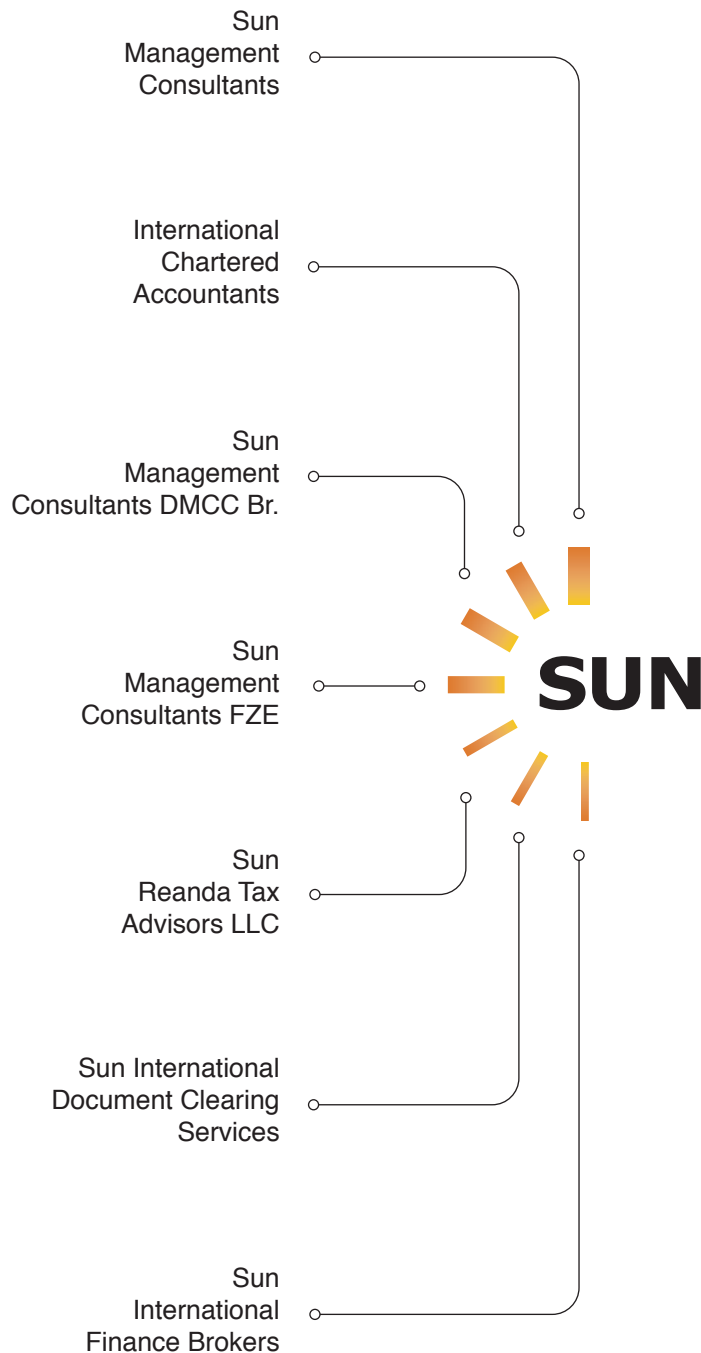 Sun
Management
Consultants
International
Chartered
Accountants
Sun
Management
Consultants DMCC Br.
Sun
Management
Consultants FZE
SUN
Sun
Reanda Tax
Advisors LLC
Sun International
Document Clearing
Services
Sun
International
Finance Brokers